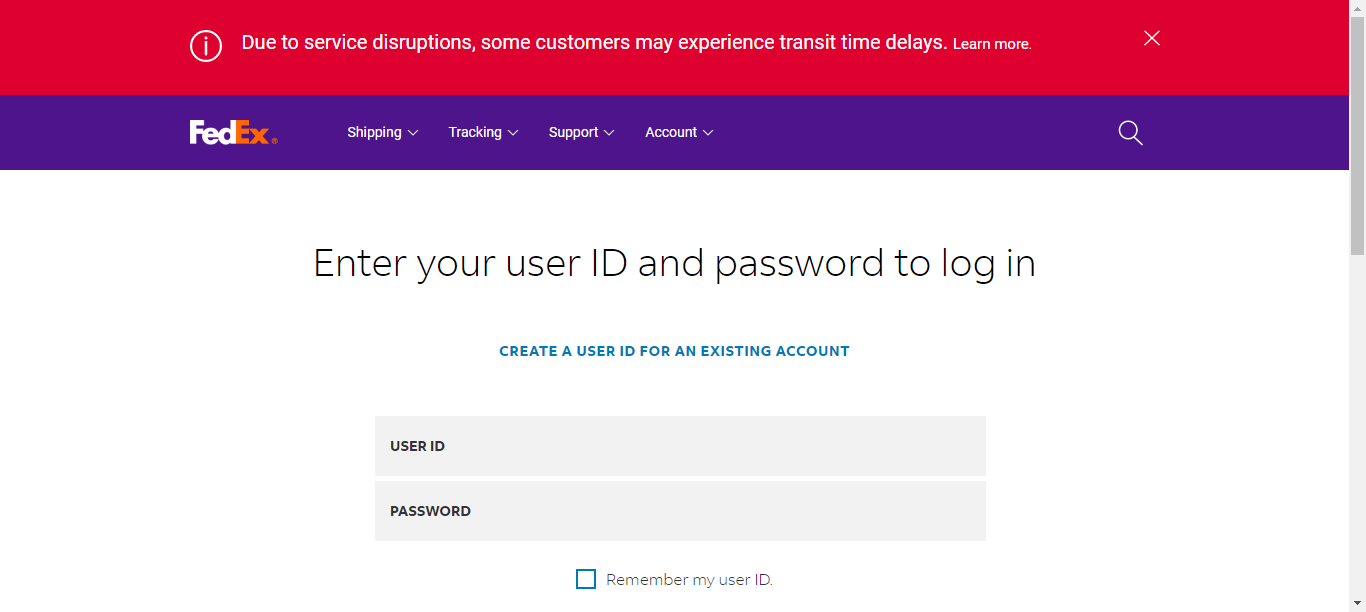 Due to service disruptions, some customers may experience transit time delays. Learn more.
FedEx®
Shipping Tracking Support Account
Enter your user ID and password to log in
CREATE A USER ID FOR AN EXISTING ACCOUNT
USER ID
PASSWORD
Remember my user ID.